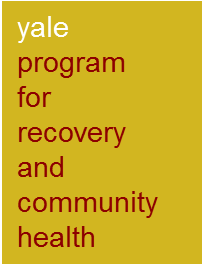 yale
program
for
recovery
and
community
health